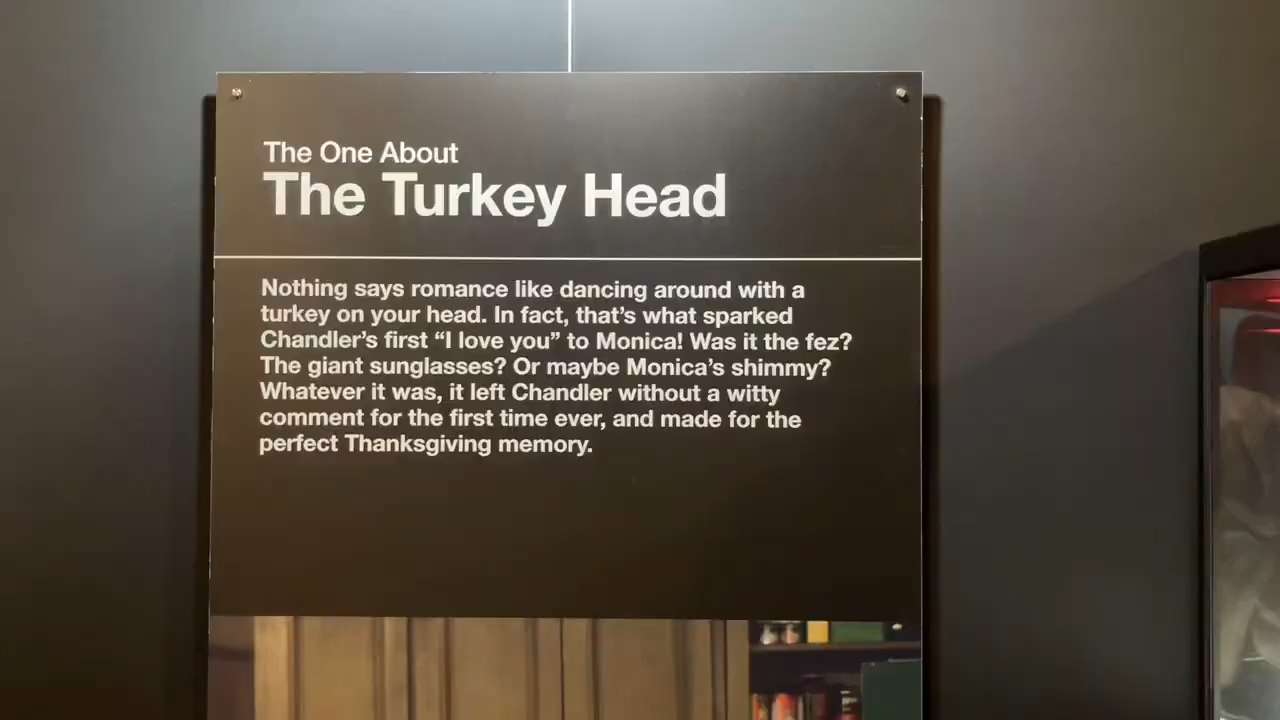 The One About
The Turkey Head
Nothing says romance like dancing around with a
turkey on your head. In fact, that’s what sparked
Chandler’s first “I love you” to Monica! Was it the fez?
The giant sunglasses? Or maybe Monica’s shimmy?
Whatever it was, it left Chandler without a witty
comment for the first time ever, and made for the
perfect Thanksgiving memory.